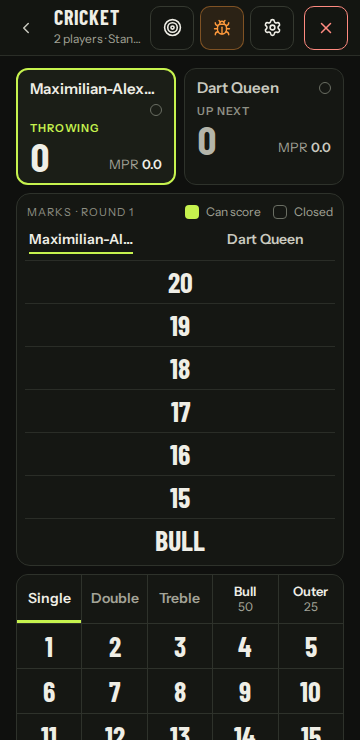 CRICKET
2 players · Stan...
Maximilian-Alex...
THROWING
0
MPR 0.0
Dart Queen
UP NEXT
0
MPR 0.0
MARKS · ROUND 1
Can score
Closed
Maximilian-Al...
Dart Queen
20
19
18
17
16
15
BULL
Single Double Treble Bull 50 Outer 25
1 2 3 4 5
6 7 8 9 10
11 12 13 14 15